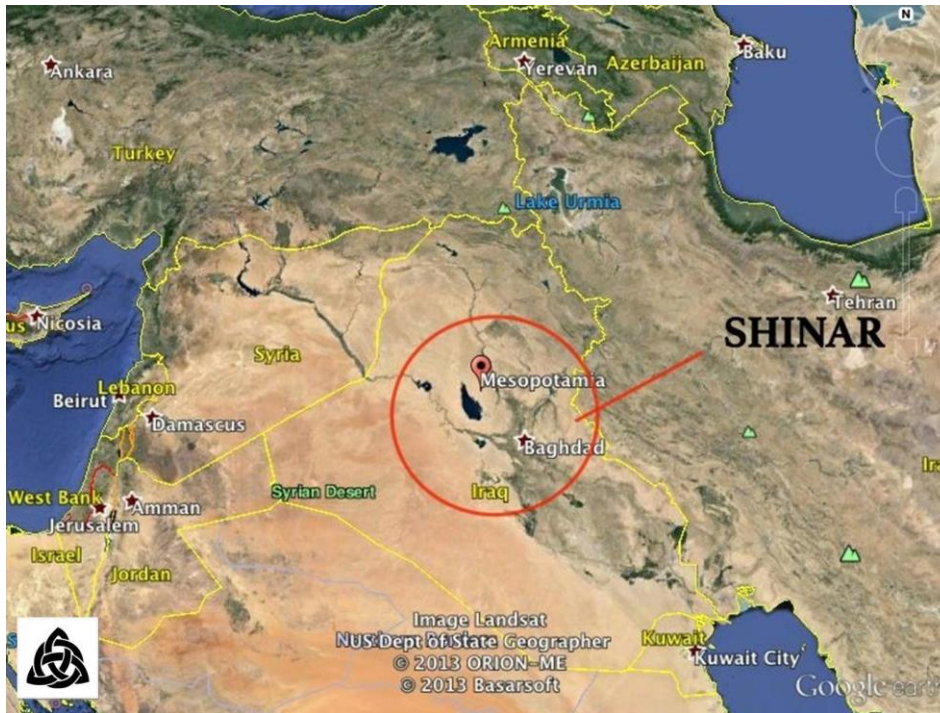 N
Armenia
Baku
Ankara
Yerevan
Azerbaijan
Turkey
Lake Urmia
Tehran
us
Nicosia
SHINAR
Syria
Mesopotamia
Lebanon
Beirut
Damascus
Baghdad
Ira
Syrian Desert
Iraq
West Bank
Amman
Jerusalem
Israel
Jordan
Image Landsat
US Dept of State Geographer
© 2013 ORION-ME
© 2013 Basarsoft
Kuwait
Kuwait City
Google earth